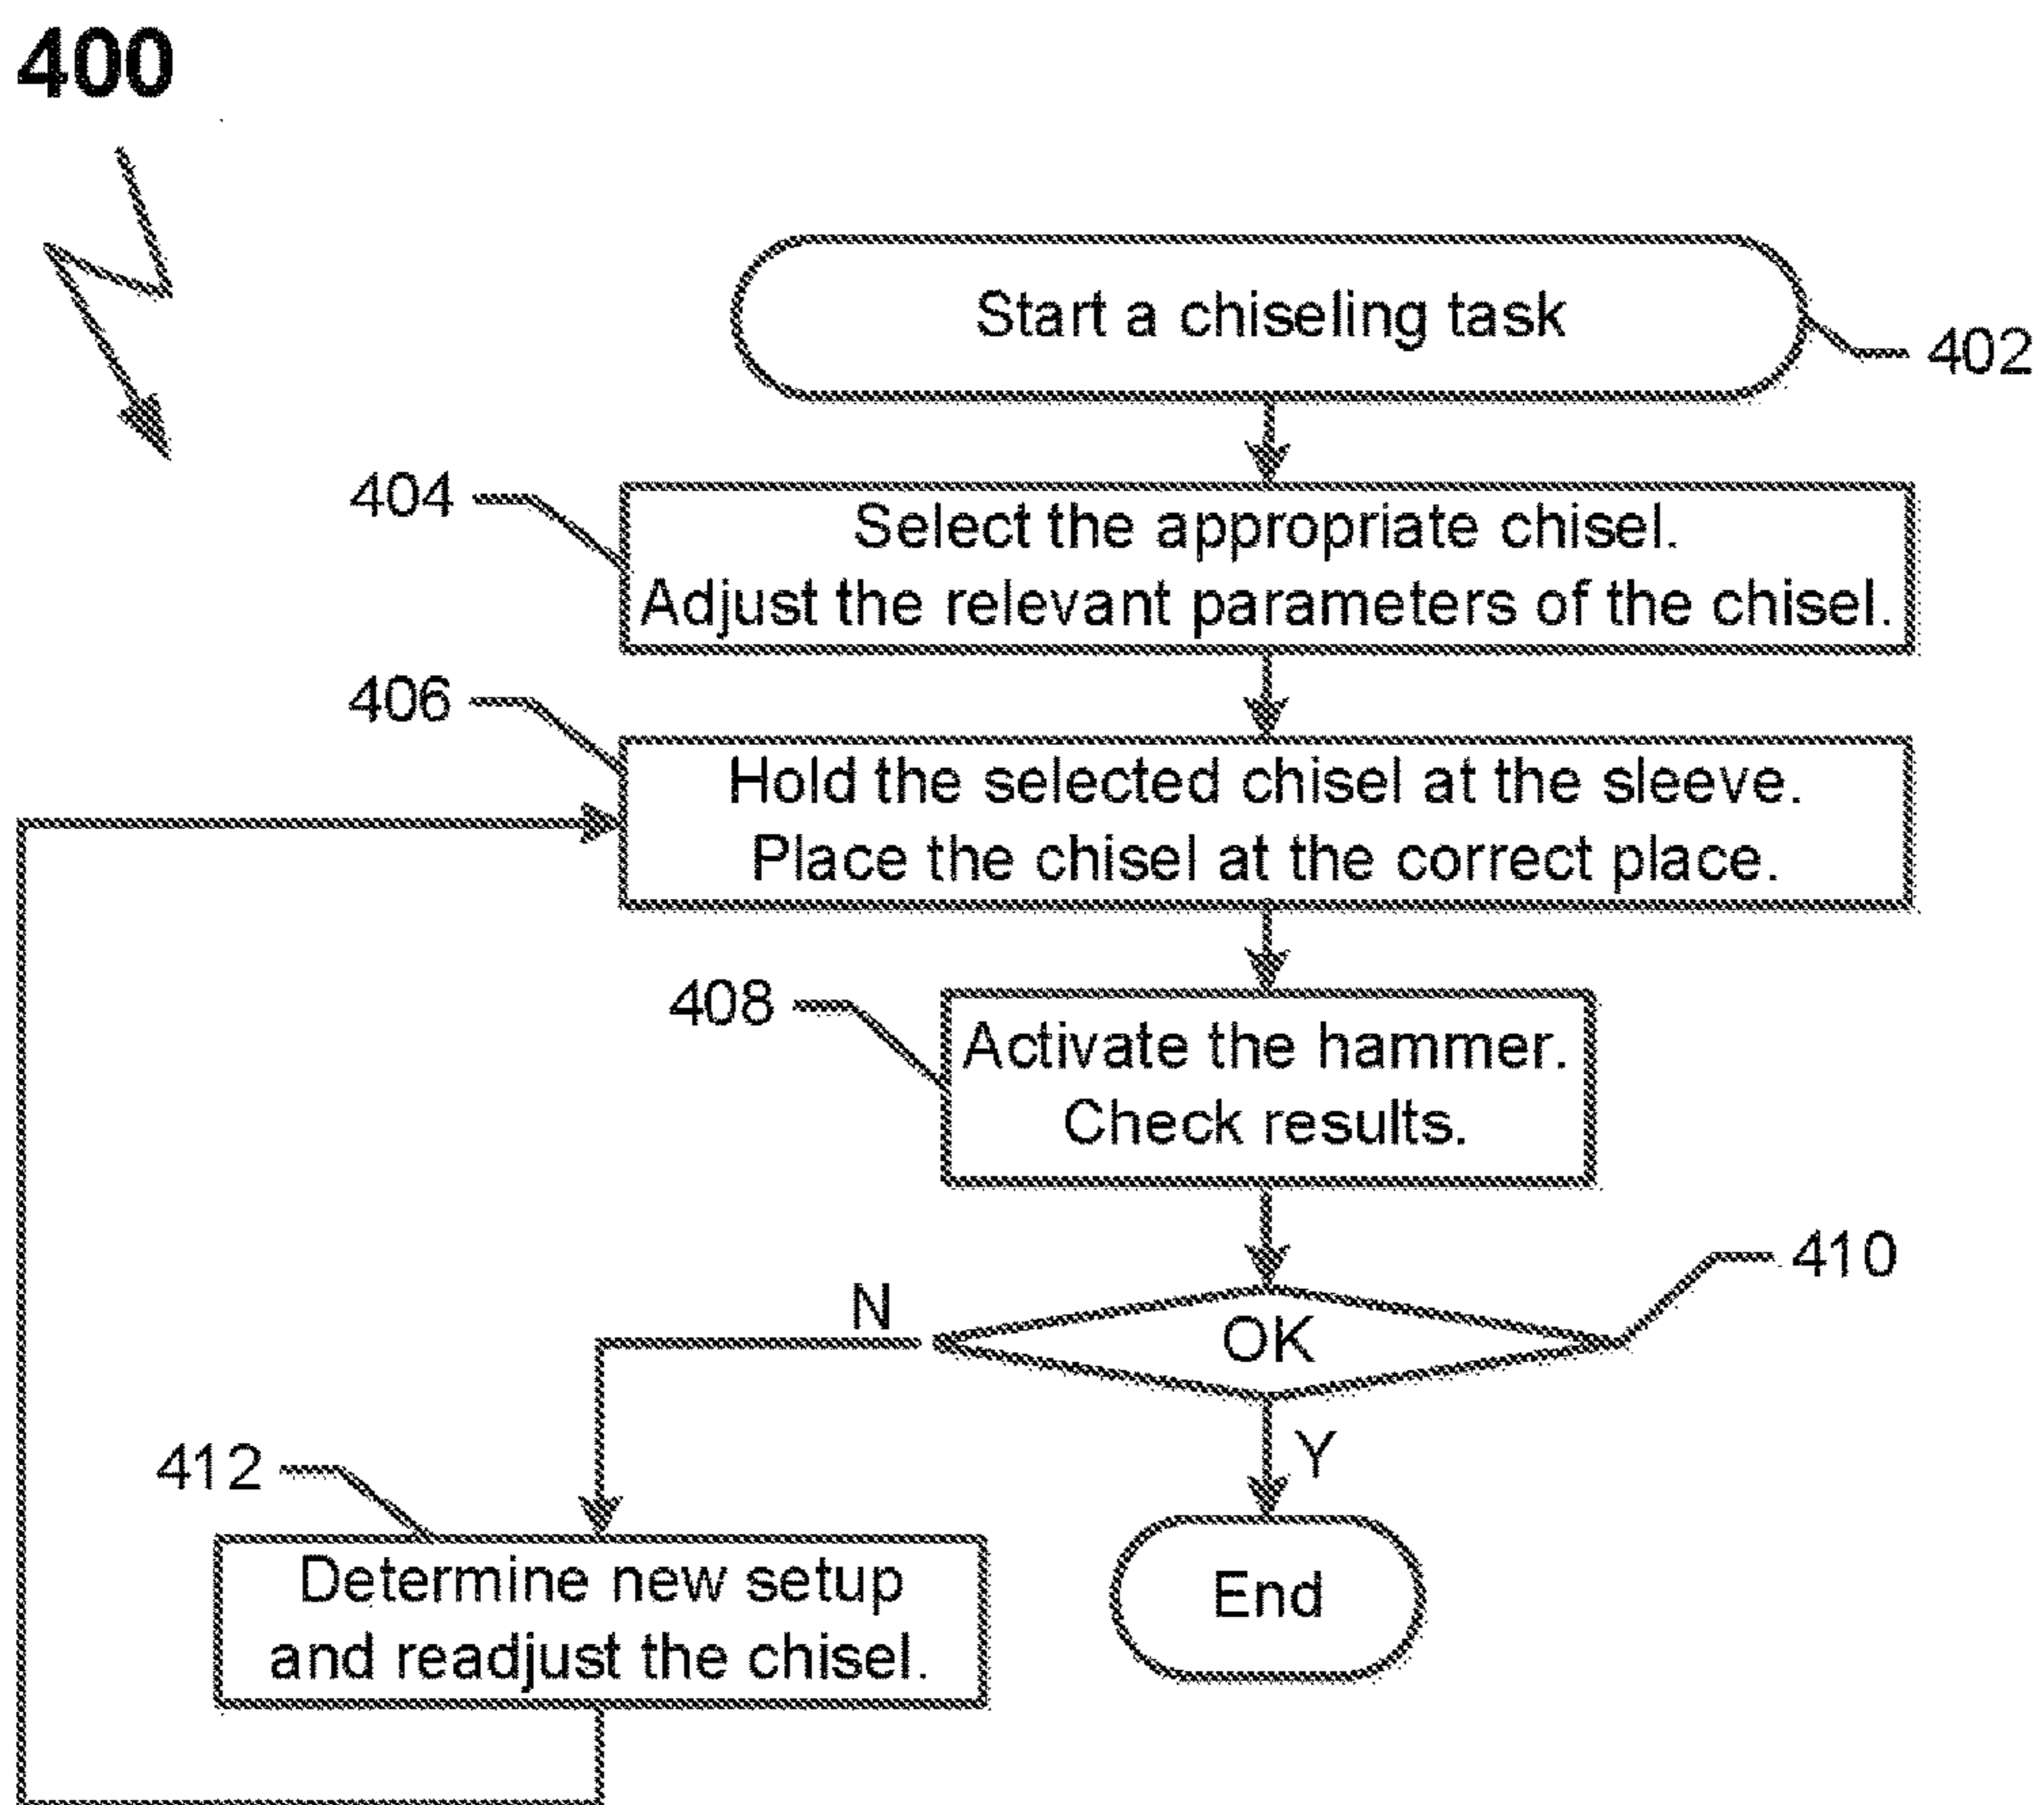 400
Start a chiseling task
402
404
Select the appropriate chisel.
Adjust the relevant parameters of the chisel.
406
Hold the selected chisel at the sleeve.
Place the chisel at the correct place.
408
Activate the hammer.
Check results.
410
N
OK
Y
412
Determine new setup
and readjust the chisel.
End